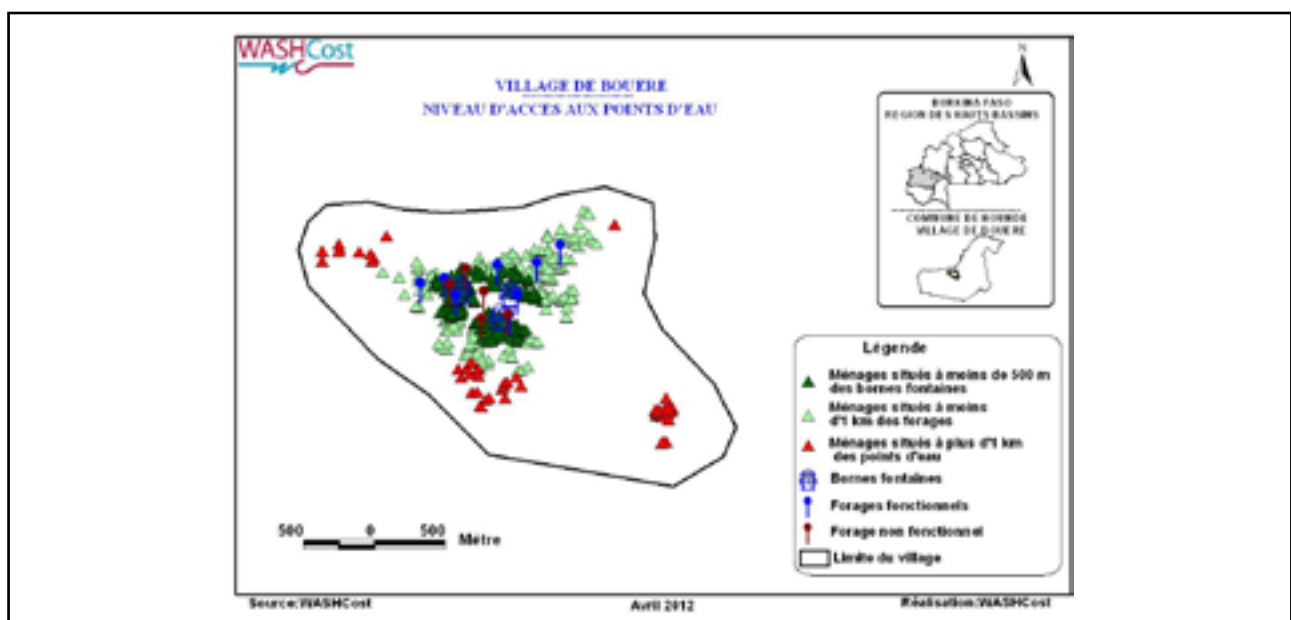 WASHCost
N
VILLAGE DE BOUERE
NIVEAU D'ACCES AUX POINTS D'EAU
BURKINA FASO
REGION DES HAUTS BASSINS
COMMUNE DE HOUNDE
VILLAGE DE BOUERE
Légende
Ménages situés à moins de 500 m
des bornes fontaines
Ménages situés à moins
d'1 km des forages
Ménages situés à plus d'1 km
des points d'eau
Bornes fontaines
Forages fonctionnels
Forage non fonctionnel
Limite du village
500 0 500
Métre
Source:WASHCost
Avril 2012
Réalisation:WASHCost